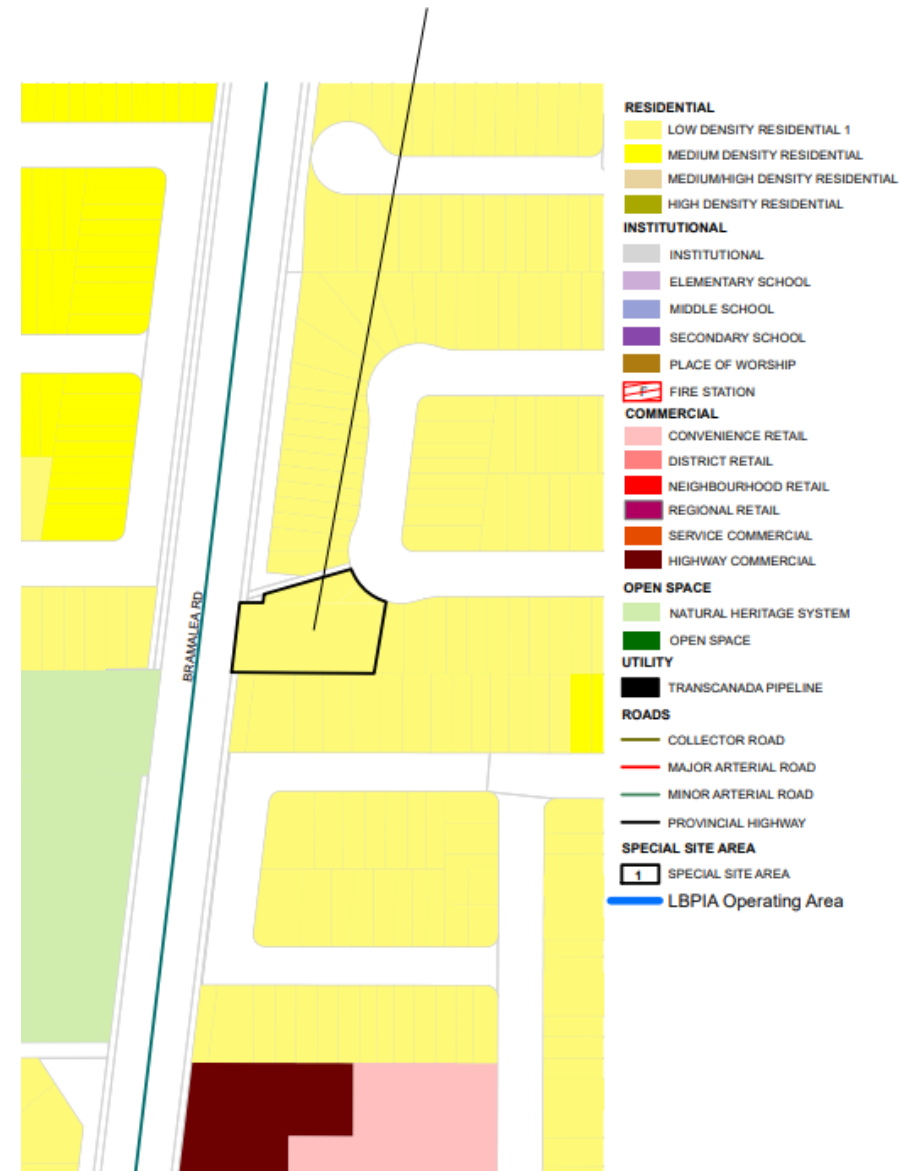 BRAMALEA RD
RESIDENTIAL
LOW DENSITY RESIDENTIAL 1
MEDIUM DENSITY RESIDENTIAL
MEDIUM/HIGH DENSITY RESIDENTIAL
HIGH DENSITY RESIDENTIAL
INSTITUTIONAL
INSTITUTIONAL
ELEMENTARY SCHOOL
MIDDLE SCHOOL
SECONDARY SCHOOL
PLACE OF WORSHIP
F FIRE STATION
COMMERCIAL
CONVENIENCE RETAIL
DISTRICT RETAIL
NEIGHBOURHOOD RETAIL
REGIONAL RETAIL
SERVICE COMMERCIAL
HIGHWAY COMMERCIAL
OPEN SPACE
NATURAL HERITAGE SYSTEM
OPEN SPACE
UTILITY
TRANSCANADA PIPELINE
ROADS
COLLECTOR ROAD
MAJOR ARTERIAL ROAD
MINOR ARTERIAL ROAD
PROVINCIAL HIGHWAY
SPECIAL SITE AREA
1 SPECIAL SITE AREA
LBPIA Operating Area